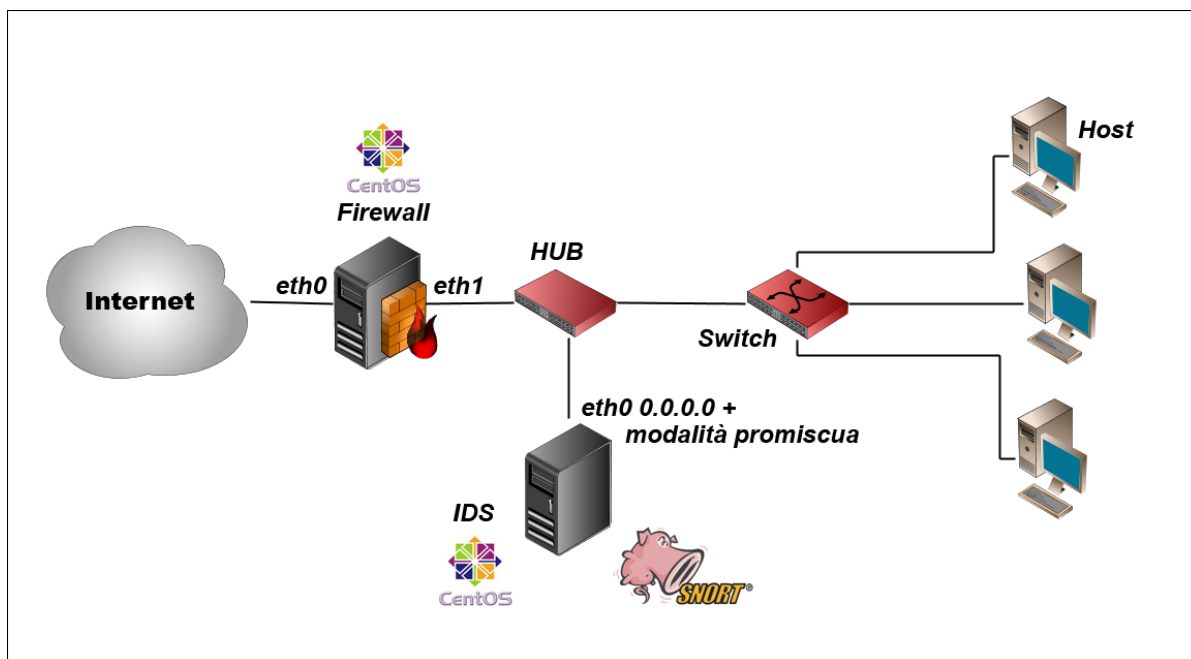 CentOS
Firewall
Internet
eth0
eth1
HUB
Switch
Host
eth0 0.0.0.0 +
modalità promiscua
IDS
CentOS
SNORT®